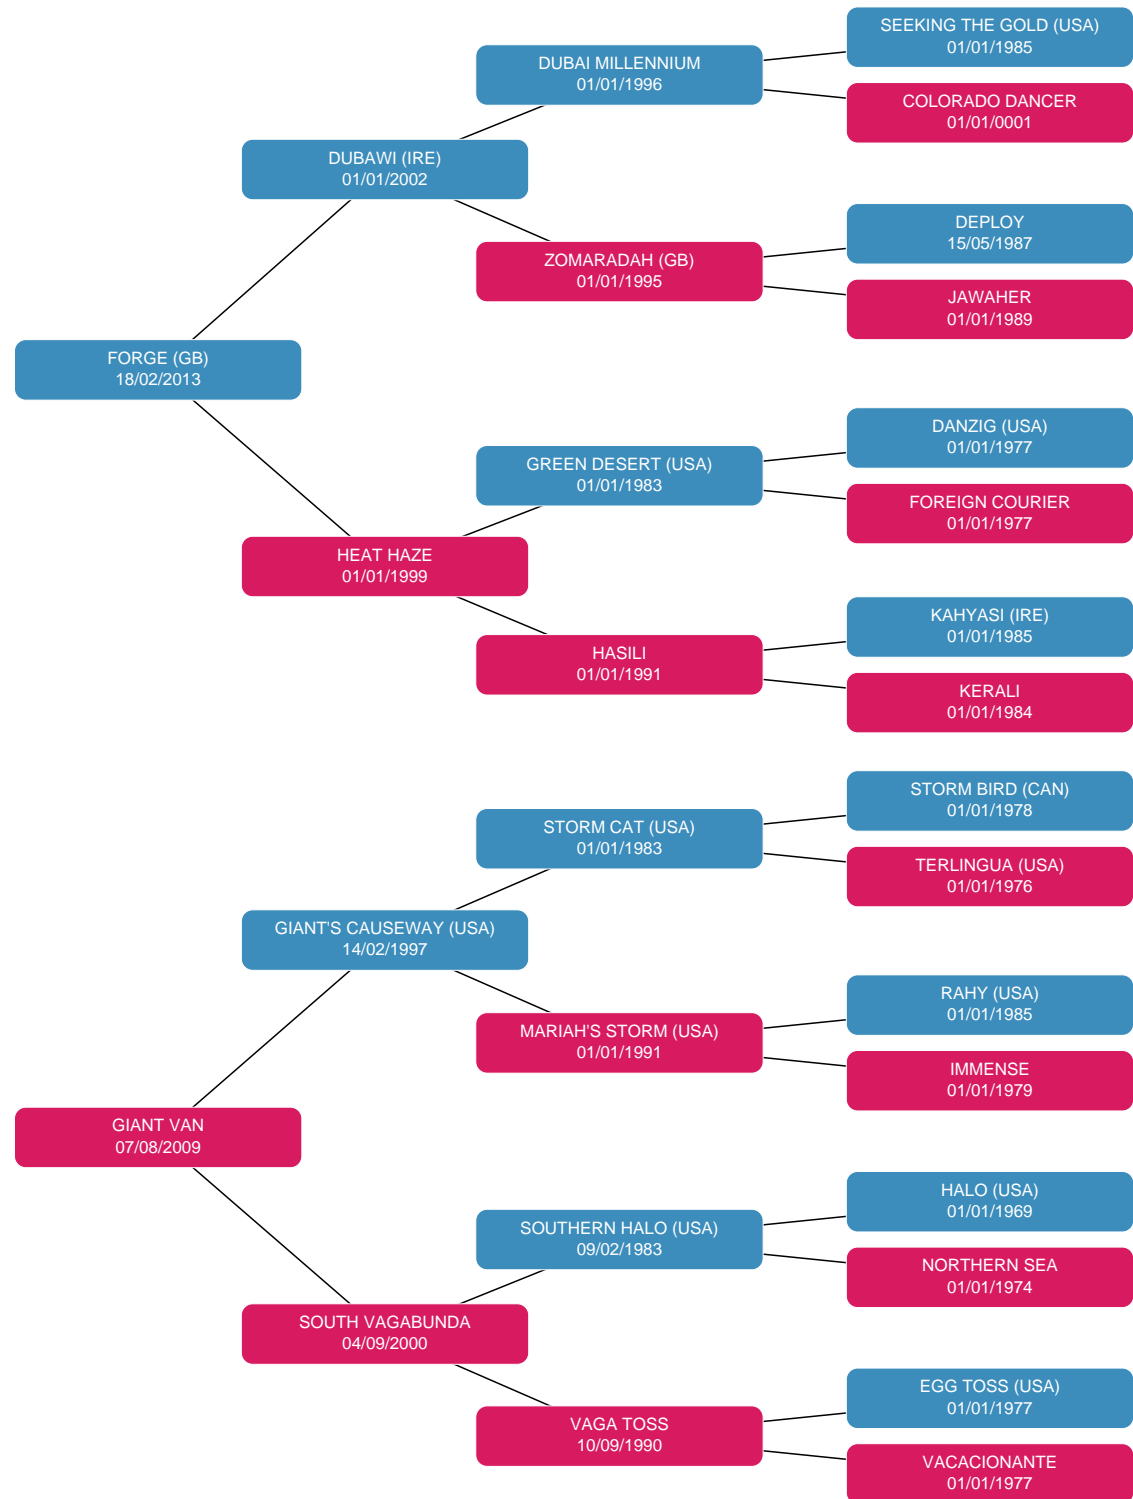 SEEKING THE GOLD (USA)
01/01/1985
DUBAI MILLENNIUM
01/01/1996
COLORADO DANCER
01/01/0001
DUBAWI (IRE)
01/01/2002
DEPLOY
15/05/1987
ZOMARADAH (GB)
01/01/1995
JAWAHER
01/01/1989
FORGE (GB)
18/02/2013
DANZIG (USA)
01/01/1977
GREEN DESERT (USA)
01/01/1983
FOREIGN COURIER
01/01/1977
HEAT HAZE
01/01/1999
KAHYASI (IRE)
01/01/1985
HASILI
01/01/1991
KERALI
01/01/1984
STORM BIRD (CAN)
01/01/1978
STORM CAT (USA)
01/01/1983
TERLINGUA (USA)
01/01/1976
GIANT'S CAUSEWAY (USA)
14/02/1997
RAHY (USA)
01/01/1985
MARIAH'S STORM (USA)
01/01/1991
IMMENSE
01/01/1979
GIANT VAN
07/08/2009
HALO (USA)
01/01/1969
SOUTHERN HALO (USA)
09/02/1983
NORTHERN SEA
01/01/1974
SOUTH VAGABUNDA
04/09/2000
EGG TOSS (USA)
01/01/1977
VAGA TOSS
10/09/1990
VACACIONANTE
01/01/1977